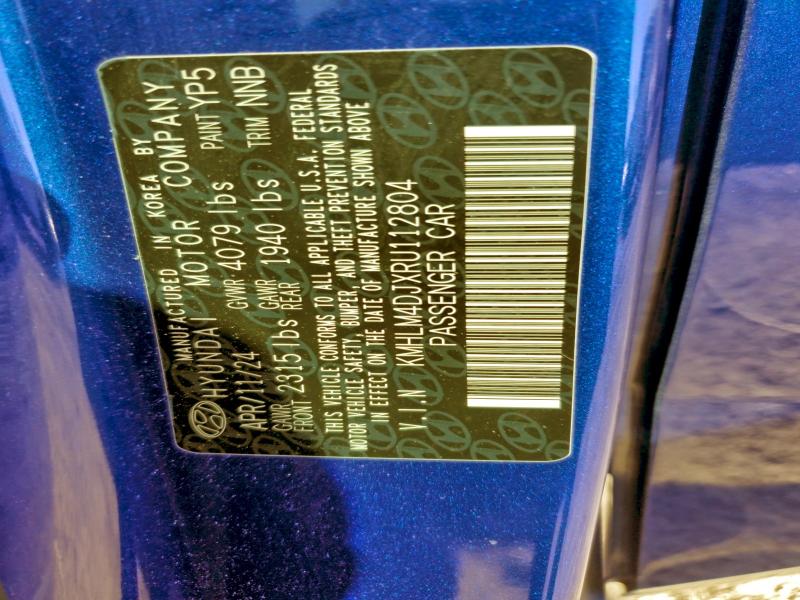 MANUFACTURED IN KOREA BY
HYUNDAI MOTOR COMPANY
APR/11/24 GVWR 4079 lbs PAINT YP5
GAWR FRONT 2315 lbs GAWR REAR 1940 lbs TRIM NNB
THIS VEHICLE CONFORMS TO ALL APPLICABLE U.S.A. FEDERAL
MOTOR VEHICLE SAFETY, BUMPER, AND THEFT PREVENTION STANDARDS
IN EFFECT ON THE DATE OF MANUFACTURE SHOWN ABOVE
V.I.N KMHLM4DJXRU112804
PASSENGER CAR